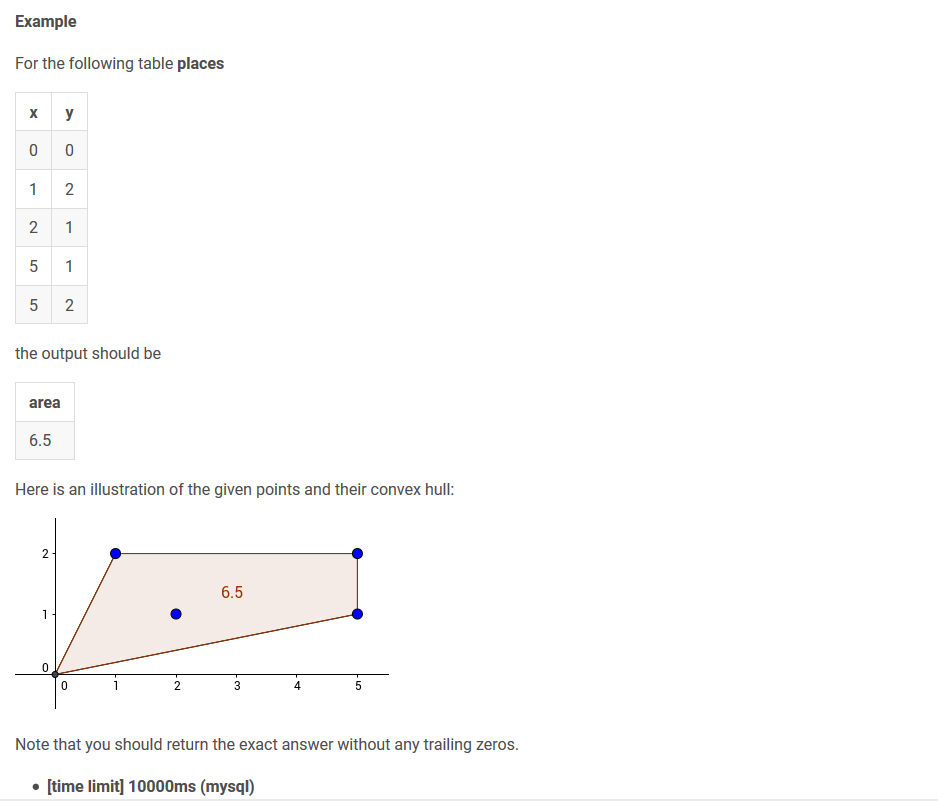 Example
For the following table places
x y
0 0
1 2
2 1
5 1
5 2
the output should be
area
6.5
Here is an illustration of the given points and their convex hull:
2
6.5
1
0
0 1 2 3 4 5
Note that you should return the exact answer without any trailing zeros.
• [time limit] 10000ms (mysql)